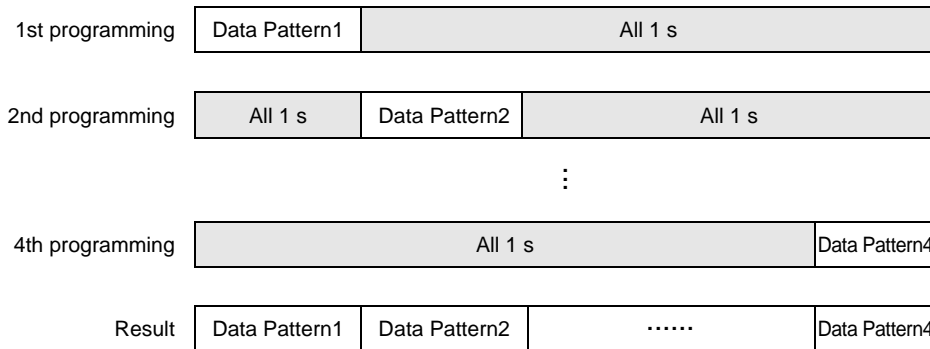 1st programming Data Pattern1 All 1 s
2nd programming All 1 s Data Pattern2 All 1 s
⋮
4th programming All 1 s Data Pattern4
Result Data Pattern1 Data Pattern2 ······ Data Pattern4